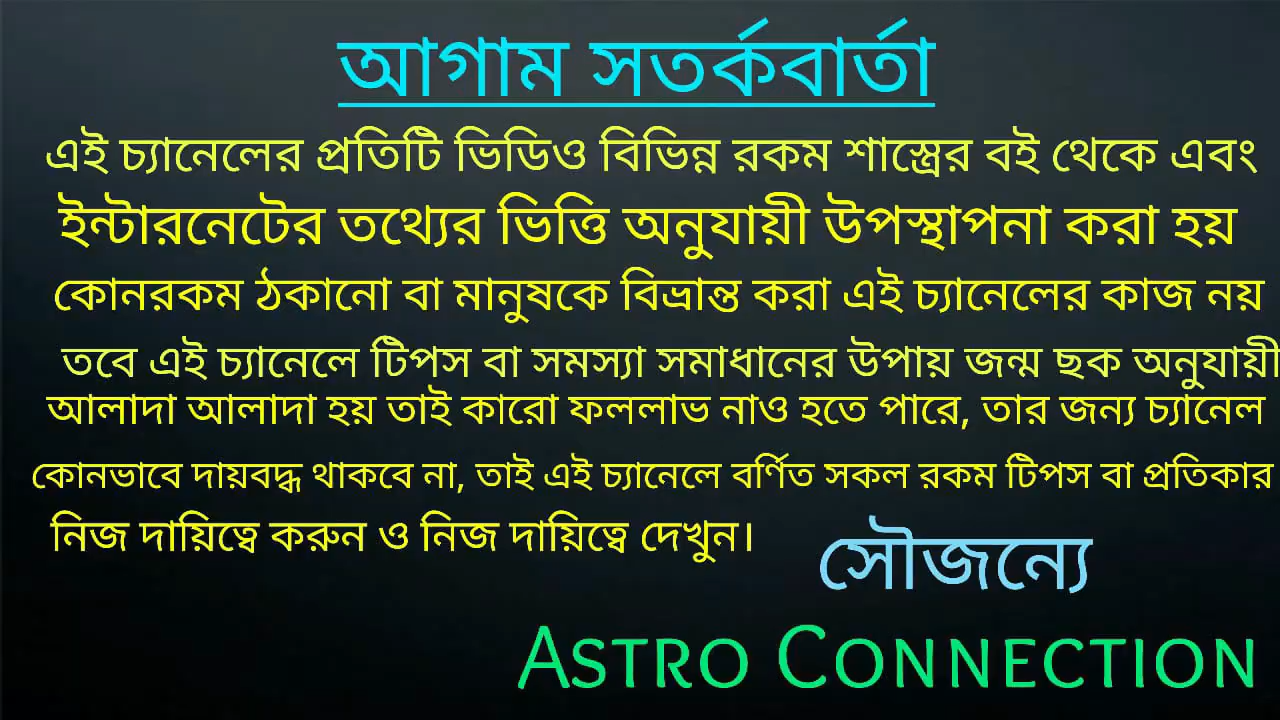 আগাম সতর্কবার্তা
এই চ্যানেলের প্রতিটি ভিডিও বিভিন্ন রকম শাস্ত্রের বই থেকে এবং
ইন্টারনেটের তথ্যের ভিত্তি অনুযায়ী উপস্থাপনা করা হয়
কোনরকম ঠকানো বা মানুষকে বিভ্রান্ত করা এই চ্যানেলের কাজ নয়
তবে এই চ্যানেলে টিপস বা সমস্যা সমাধানের উপায় জন্ম ছক অনুযায়ী
আলাদা আলাদা হয় তাই কারো ফললাভ নাও হতে পারে, তার জন্য চ্যানেল
কোনভাবে দায়বদ্ধ থাকবে না, তাই এই চ্যানেলে বর্ণিত সকল রকম টিপস বা প্রতিকার
নিজ দায়িত্বে করুন ও নিজ দায়িত্বে দেখুন।
সৌজন্যে
ASTRO CONNECTION